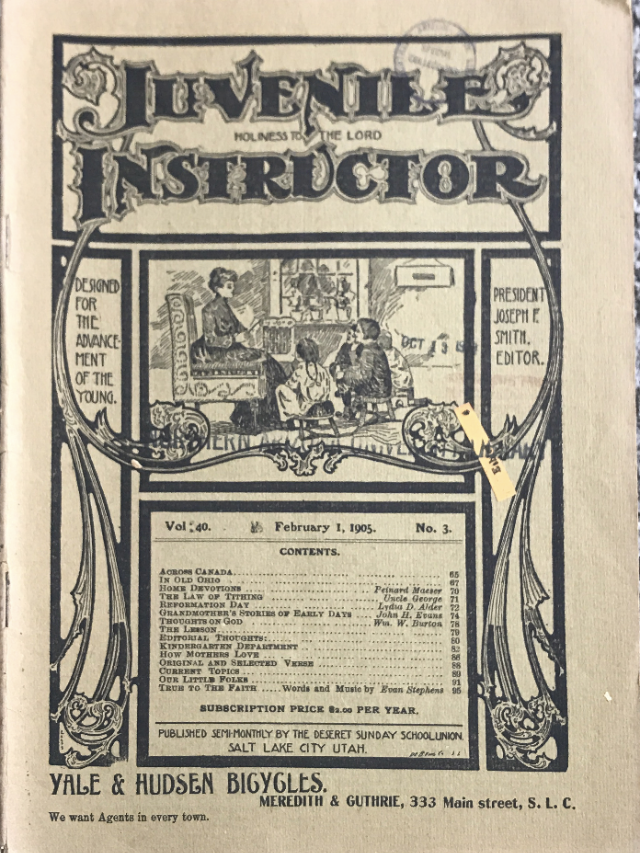 JUVENILE
HOLINESS TO THE LORD
INSTRUCTOR
DESIGNED
FOR
THE
ADVANCE-
MENT
OF THE
YOUNG.
PRESIDENT
JOSEPH F.
SMITH,
EDITOR.
OCT 13
Vol. 40. February 1, 1905. No. 3.
CONTENTS.
ACROSS CANADA 65
IN OLD OHIO 67
HOME DEVOTIONS Reinard Maeser 70
THE LAW OF TITHING Uncle George 71
REFORMATION DAY Lydia D. Alder 72
GRANDMOTHER'S STORIES OF EARLY DAYS John H. Evans 74
THOUGHTS ON GOD Wm. W. Burton 78
THE LESSON 79
EDITORIAL THOUGHTS: 80
KINDERGARTEN DEPARTMENT 82
HOW MOTHERS LOVE 86
ORIGINAL AND SELECTED VERSE 88
CURRENT TOPICS 89
OUR LITTLE FOLKS 91
TRUE TO THE FAITH Words and Music by Evan Stephens 95
SUBSCRIPTION PRICE $2.00 PER YEAR.
PUBLISHED SEMI-MONTHLY BY THE DESERET SUNDAY SCHOOL UNION.
SALT LAKE CITY UTAH.
YALE & HUDSEN BICYCLES.
MEREDITH & GUTHRIE, 333 Main street, S. L. C.
We want Agents in every town.